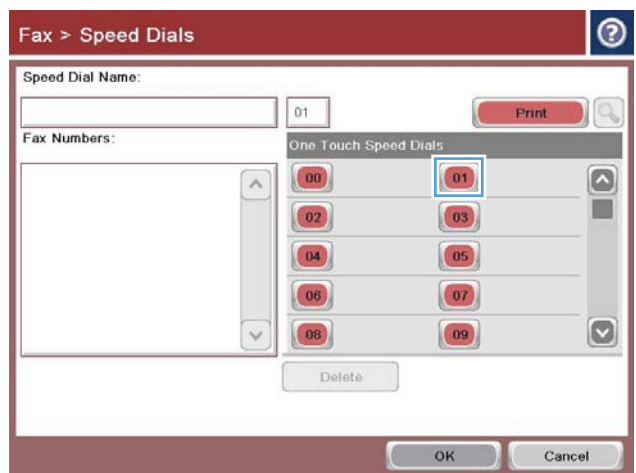 Fax > Speed Dials
?
Speed Dial Name:
01
Print
Fax Numbers:
One Touch Speed Dials
00 01
02 03
04 05
06 07
08 09
Delete
OK Cancel